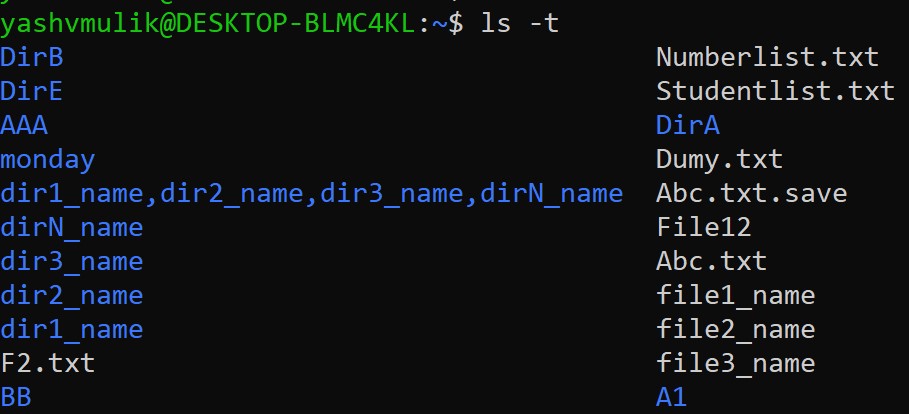 yashvmulik@DESKTOP-BLMC4KL:~$ ls -t
DirB Numberlist.txt
DirE Studentlist.txt
AAA DirA
monday Dumy.txt
dir1_name,dir2_name,dir3_name,dirN_name Abc.txt.save
dirN_name File12
dir3_name Abc.txt
dir2_name file1_name
dir1_name file2_name
F2.txt file3_name
BB A1